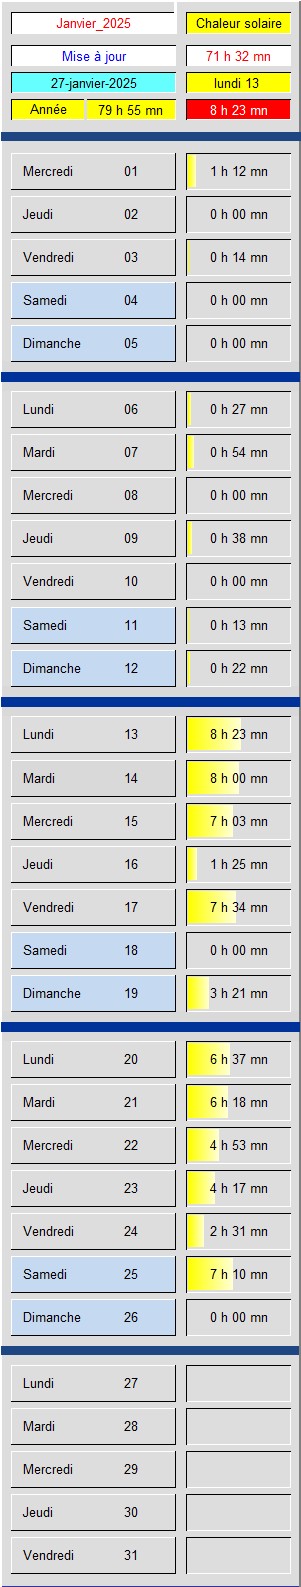 Janvier_2025 Chaleur solaire
Mise à jour 71 h 32 mn
27-janvier-2025 lundi 13
Année 79 h 55 mn 8 h 23 mn
Mercredi 01 1 h 12 mn
Jeudi 02 0 h 00 mn
Vendredi 03 0 h 14 mn
Samedi 04 0 h 00 mn
Dimanche 05 0 h 00 mn
Lundi 06 0 h 27 mn
Mardi 07 0 h 54 mn
Mercredi 08 0 h 00 mn
Jeudi 09 0 h 38 mn
Vendredi 10 0 h 00 mn
Samedi 11 0 h 13 mn
Dimanche 12 0 h 22 mn
Lundi 13 8 h 23 mn
Mardi 14 8 h 00 mn
Mercredi 15 7 h 03 mn
Jeudi 16 1 h 25 mn
Vendredi 17 7 h 34 mn
Samedi 18 0 h 00 mn
Dimanche 19 3 h 21 mn
Lundi 20 6 h 37 mn
Mardi 21 6 h 18 mn
Mercredi 22 4 h 53 mn
Jeudi 23 4 h 17 mn
Vendredi 24 2 h 31 mn
Samedi 25 7 h 10 mn
Dimanche 26 0 h 00 mn
Lundi 27
Mardi 28
Mercredi 29
Jeudi 30
Vendredi 31